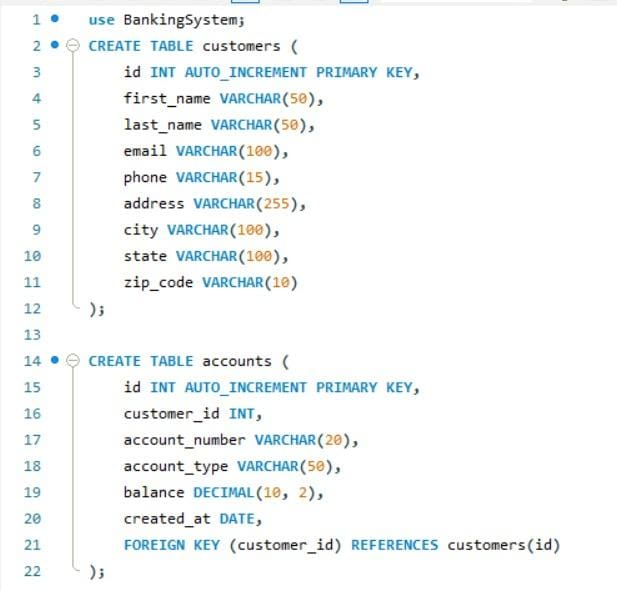 1 use BankingSystem;
2 CREATE TABLE customers (
3 id INT AUTO_INCREMENT PRIMARY KEY,
4 first_name VARCHAR(50),
5 last_name VARCHAR(50),
6 email VARCHAR(100),
7 phone VARCHAR(15),
8 address VARCHAR(255),
9 city VARCHAR(100),
10 state VARCHAR(100),
11 zip_code VARCHAR(10)
12 );
13
14 CREATE TABLE accounts (
15 id INT AUTO_INCREMENT PRIMARY KEY,
16 customer_id INT,
17 account_number VARCHAR(20),
18 account_type VARCHAR(50),
19 balance DECIMAL(10, 2),
20 created_at DATE,
21 FOREIGN KEY (customer_id) REFERENCES customers(id)
22 );